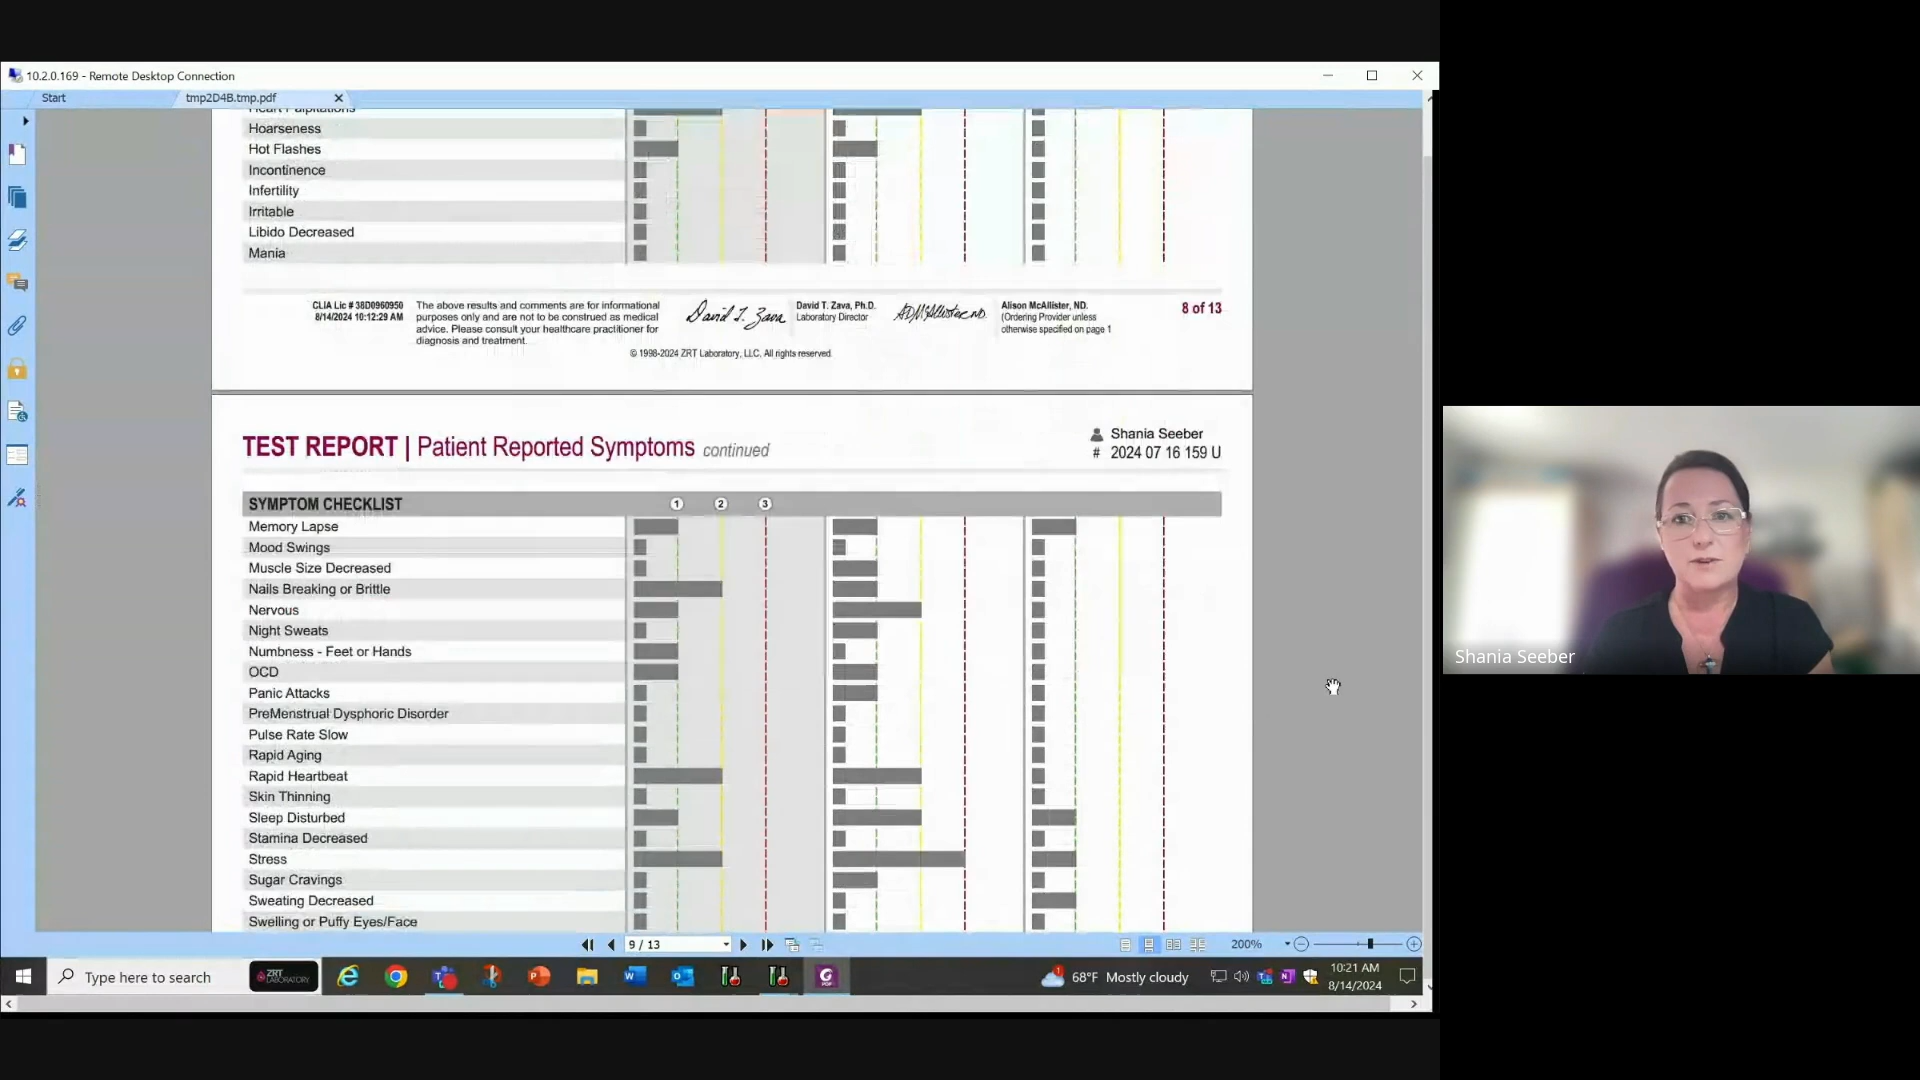 10.2.0.169 - Remote Desktop Connection
Start
tmp2D4B.tmp.pdf
Heart Palpitations
Hoarseness
Hot Flashes
Incontinence
Infertility
Irritable
Libido Decreased
Mania
CLIA Lic # 38D0960950
8/14/2024 10:12:29 AM
The above results and comments are for informational
purposes only and are not to be construed as medical
advice. Please consult your healthcare practitioner for
diagnosis and treatment.
David T. Zava
David T. Zava, Ph.D.
Laboratory Director
ADMcAllister ND
Alison McAllister, ND.
(Ordering Provider unless
otherwise specified on page 1
8 of 13
© 1998-2024 ZRT Laboratory, LLC. All rights reserved.
TEST REPORT | Patient Reported Symptoms continued
Shania Seeber
# 2024 07 16 159 U
SYMPTOM CHECKLIST 1 2 3
Memory Lapse
Mood Swings
Muscle Size Decreased
Nails Breaking or Brittle
Nervous
Night Sweats
Numbness - Feet or Hands
OCD
Panic Attacks
PreMenstrual Dysphoric Disorder
Pulse Rate Slow
Rapid Aging
Rapid Heartbeat
Skin Thinning
Sleep Disturbed
Stamina Decreased
Stress
Sugar Cravings
Sweating Decreased
Swelling or Puffy Eyes/Face
9 / 13
200%
Type here to search
ZRT
LABORATORY
68°F Mostly cloudy
10:21 AM
8/14/2024
Shania Seeber